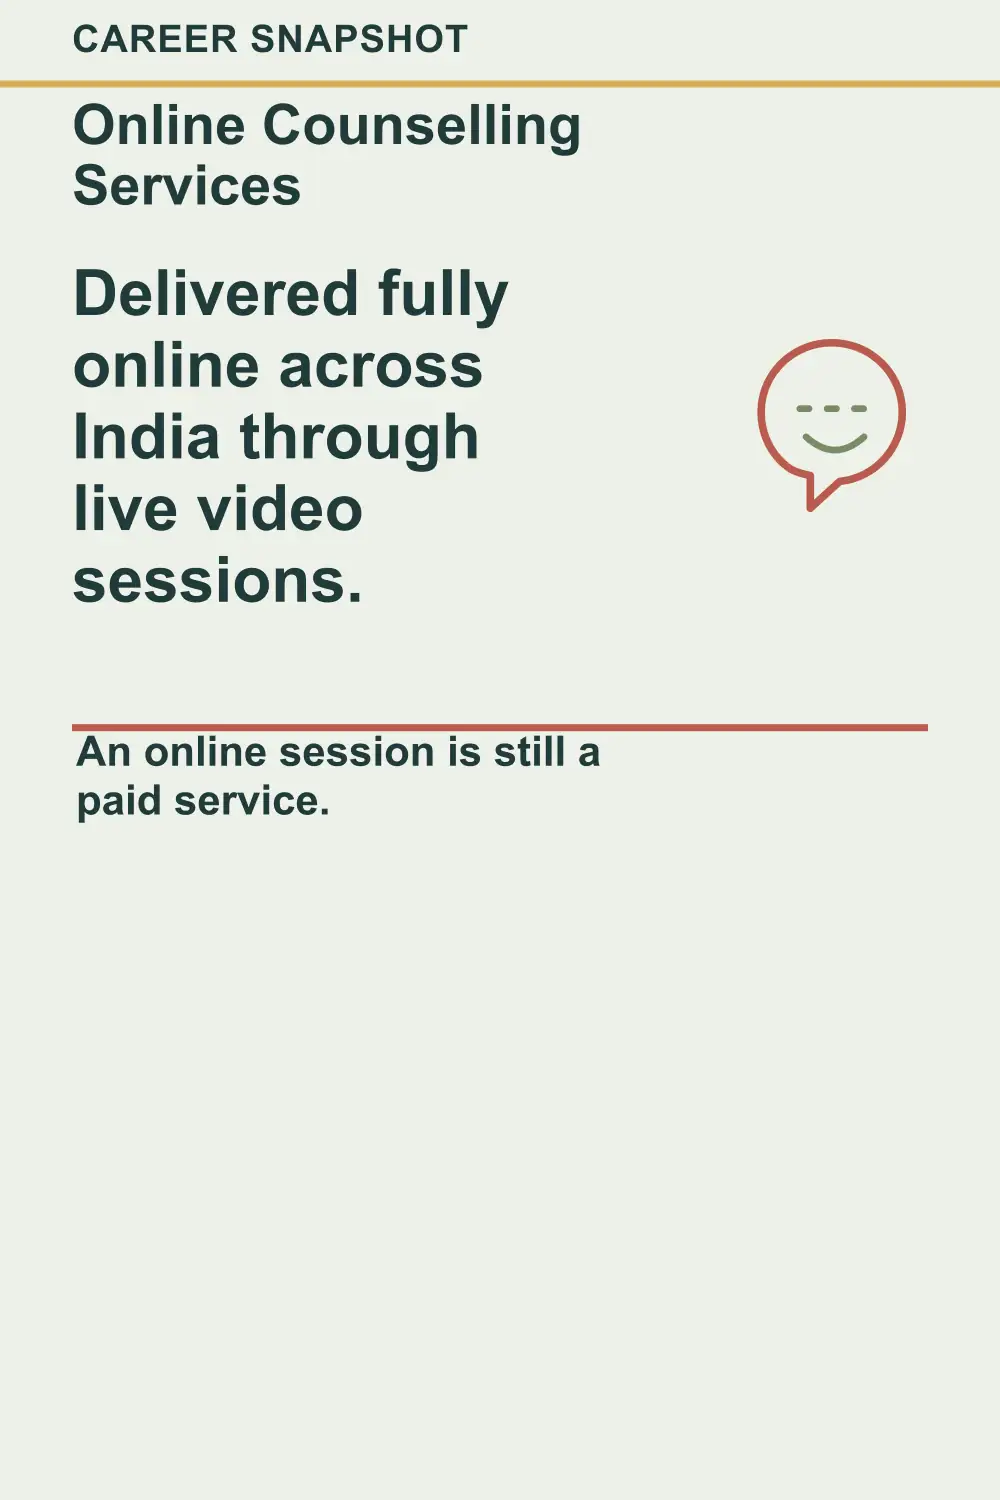 CAREER SNAPSHOT
Online Counselling
Services
Delivered fully
online across
India through
live video
sessions.
An online session is still a
paid service.